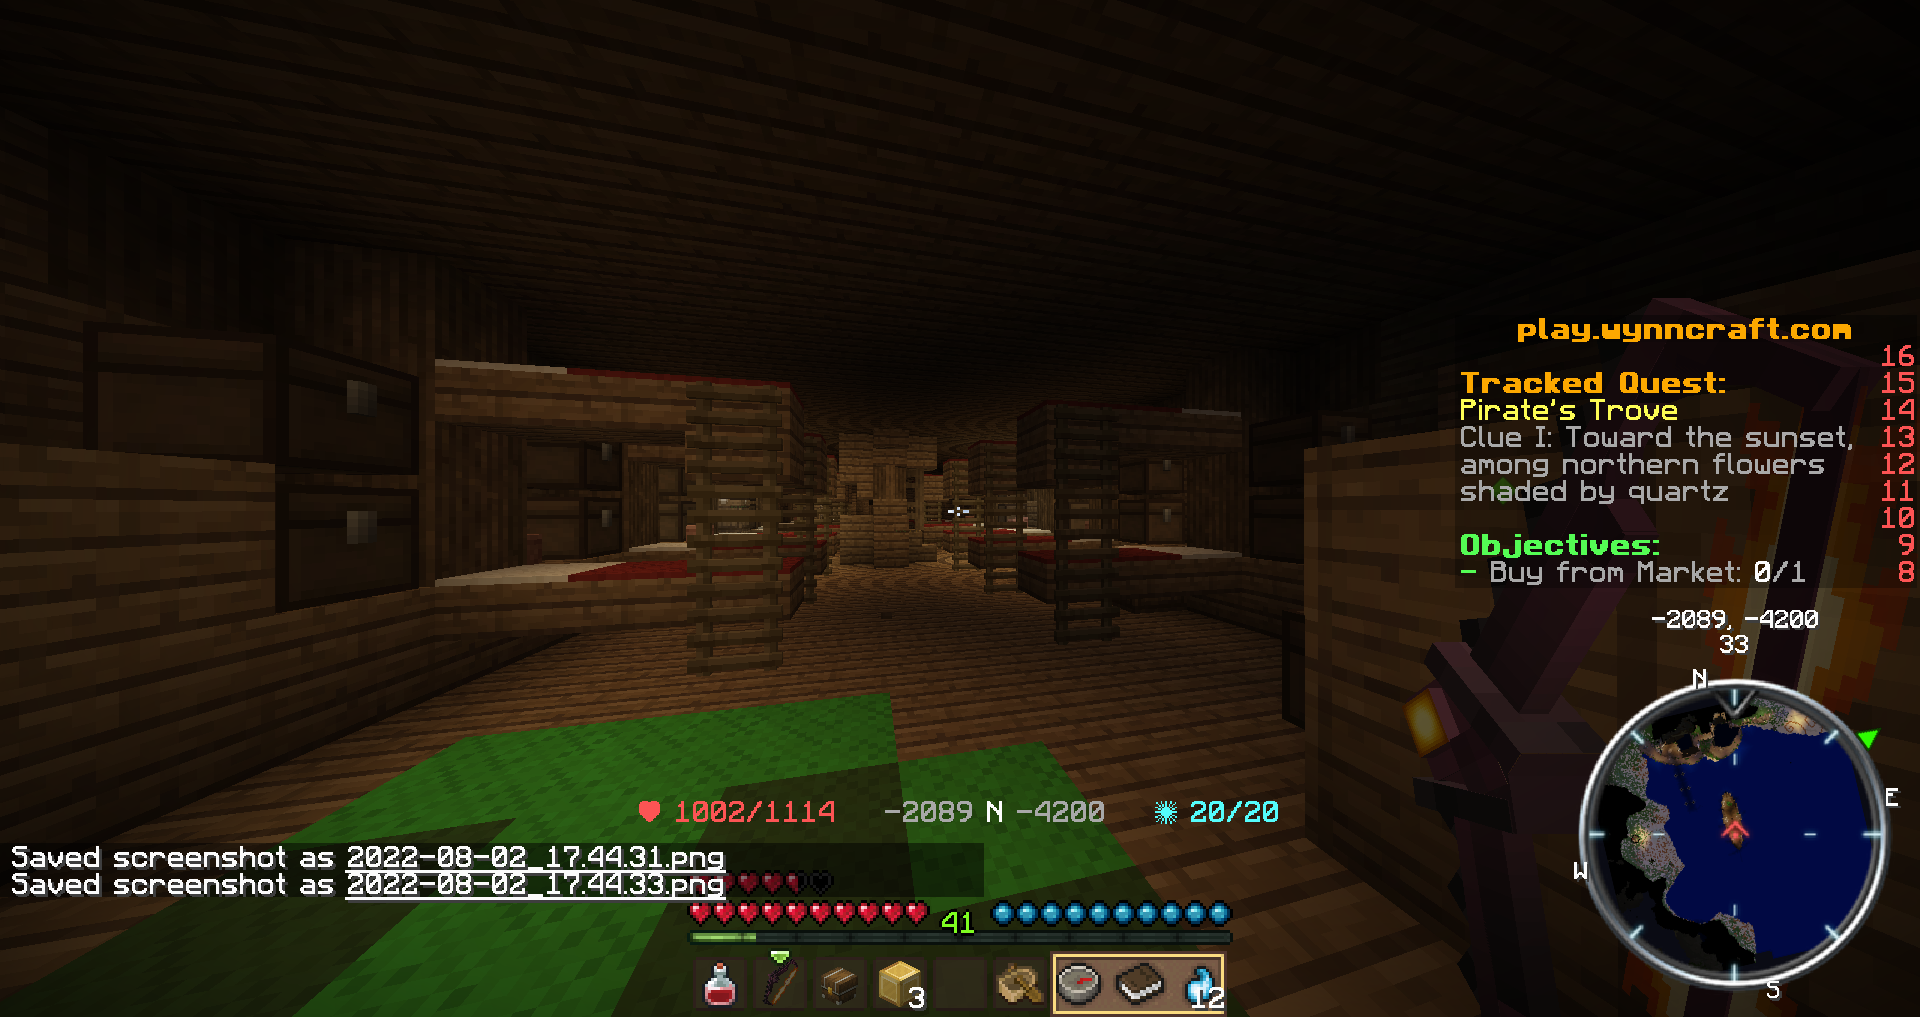 play.wynncraft.com
16
Tracked Quest: 15
Pirate's Trove 14
Clue I: Toward the sunset, 13
among northern flowers 12
shaded by quartz 11
10
Objectives: 9
- Buy from Market: 0/1 8
-2089, -4200
33
N
E
W
S
1002/1114 -2089 N -4200 20/20
Saved screenshot as 2022-08-02_17.44.31.png
Saved screenshot as 2022-08-02_17.44.33.png
41
3 12